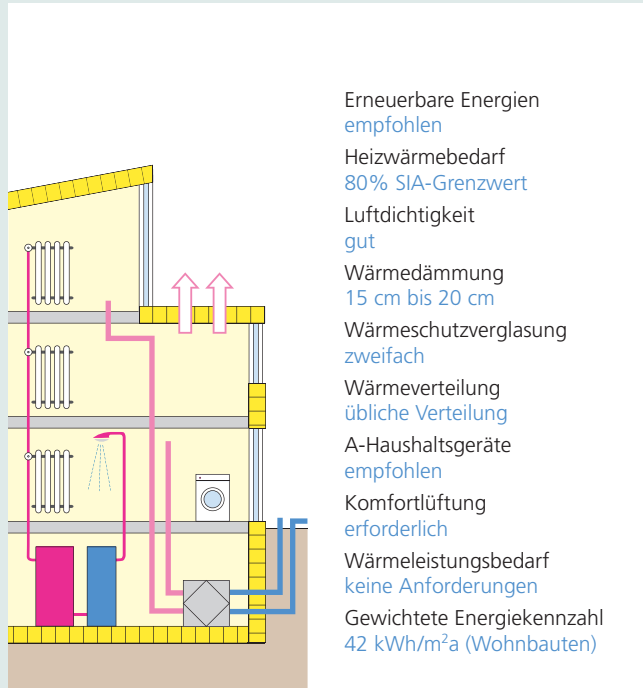 Erneuerbare Energien
empfohlen
Heizwärmebedarf
80% SIA-Grenzwert
Luftdichtigkeit
gut
Wärmedämmung
15 cm bis 20 cm
Wärmeschutzverglasung
zweifach
Wärmeverteilung
übliche Verteilung
A-Haushaltsgeräte
empfohlen
Komfortlüftung
erforderlich
Wärmeleistungsbedarf
keine Anforderungen
Gewichtete Energiekennzahl
42 kWh/m²a (Wohnbauten)